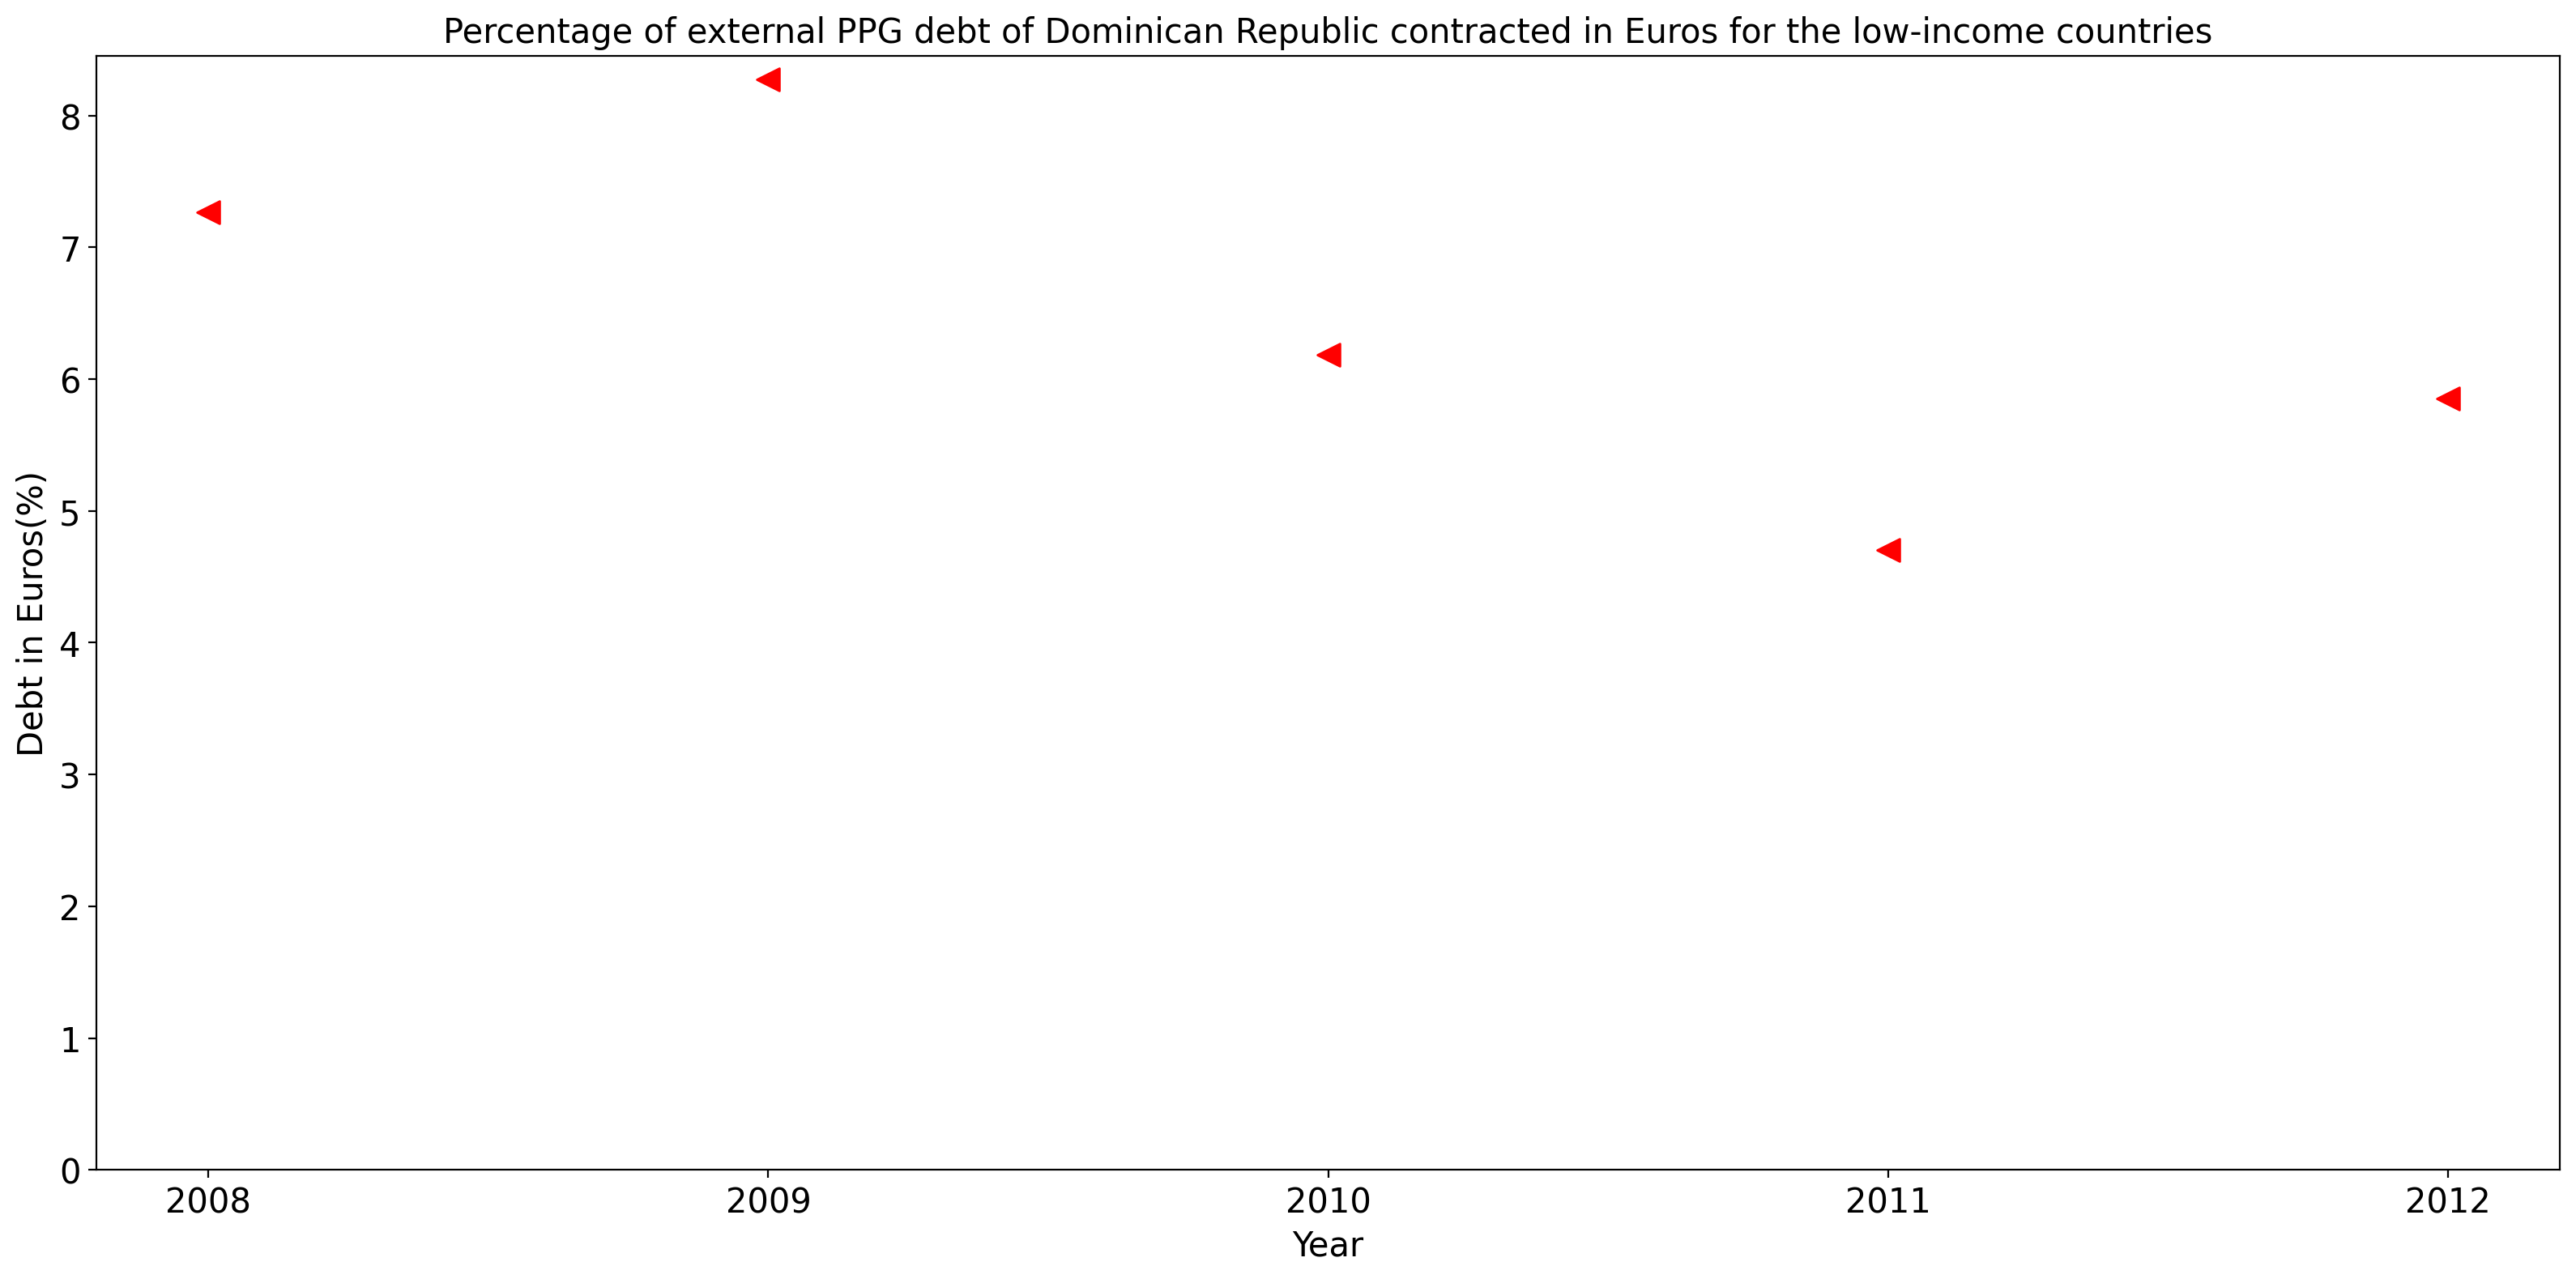 Percentage of external PPG debt of Dominican Republic contracted in Euros for the low-income countries
Debt in Euros(%)
8
7
6
5
4
3
2
1
0
2008 2009 2010 2011 2012
Year